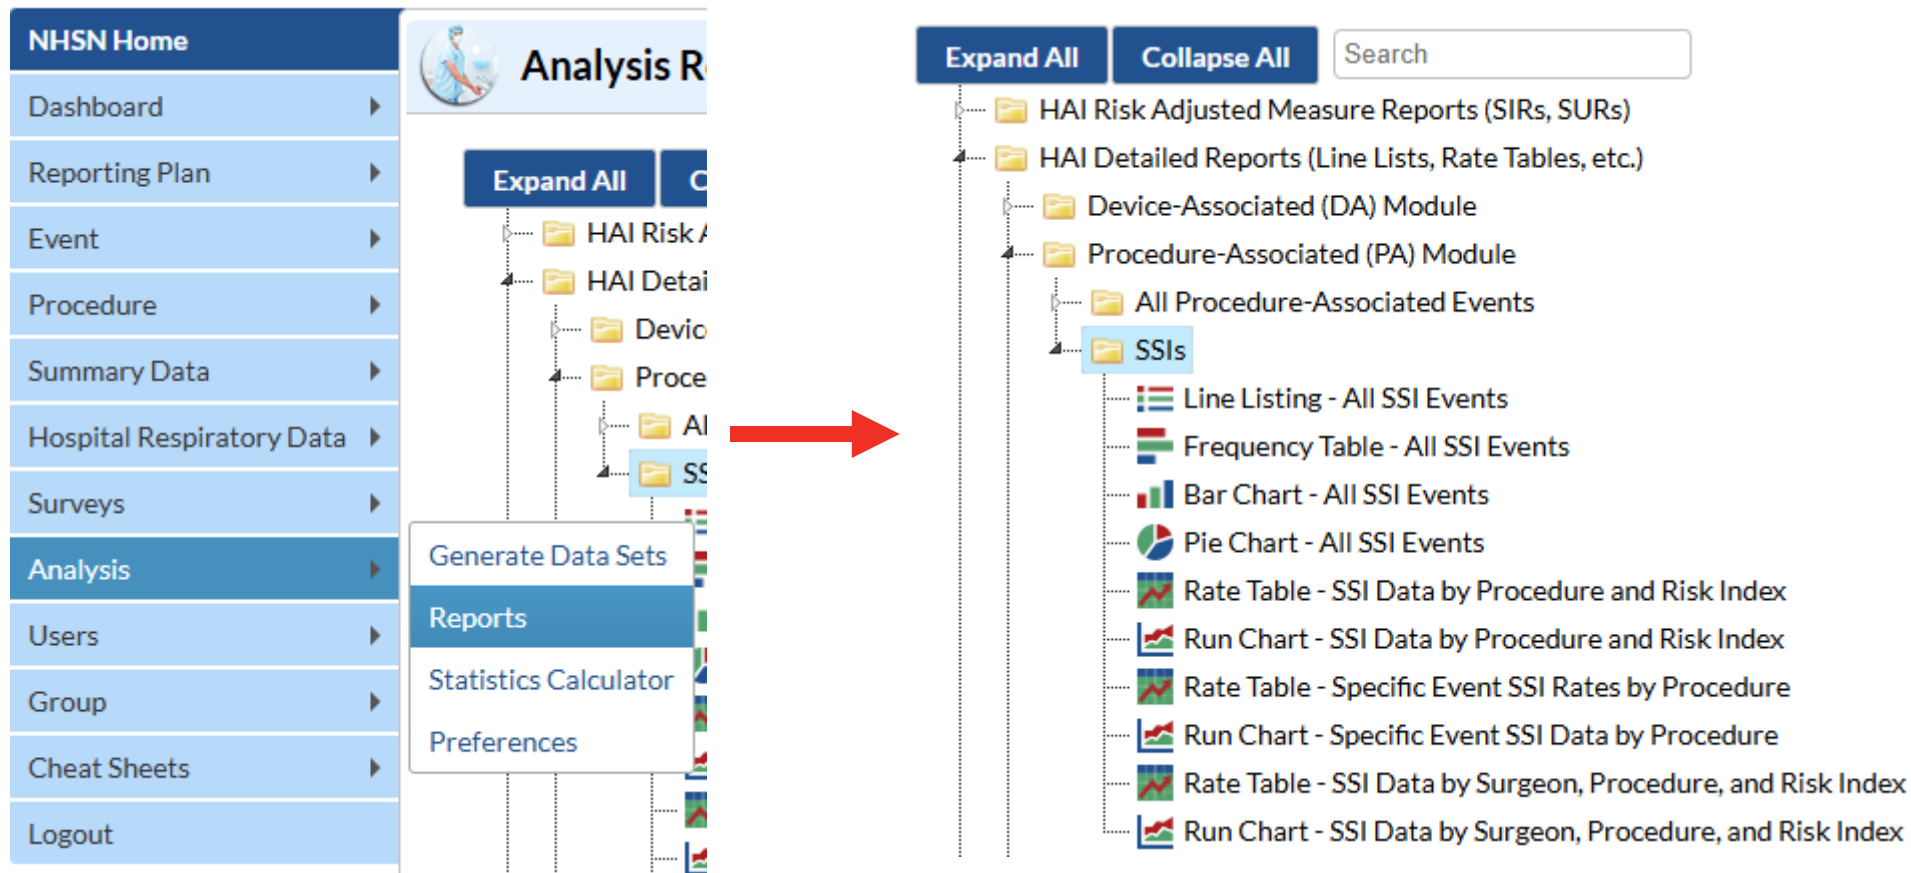 NHSN Home
Dashboard
Reporting Plan
Event
Procedure
Summary Data
Hospital Respiratory Data
Surveys
Analysis
Users
Group
Cheat Sheets
Logout
Analysis R
Expand All C
HAI Risk A
HAI Detai
Devic
Proce
Al
SS
Generate Data Sets
Reports
Statistics Calculator
Preferences
Expand All Collapse All Search
HAI Risk Adjusted Measure Reports (SIRs, SURs)
HAI Detailed Reports (Line Lists, Rate Tables, etc.)
Device-Associated (DA) Module
Procedure-Associated (PA) Module
All Procedure-Associated Events
SSIs
Line Listing - All SSI Events
Frequency Table - All SSI Events
Bar Chart - All SSI Events
Pie Chart - All SSI Events
Rate Table - SSI Data by Procedure and Risk Index
Run Chart - SSI Data by Procedure and Risk Index
Rate Table - Specific Event SSI Rates by Procedure
Run Chart - Specific Event SSI Data by Procedure
Rate Table - SSI Data by Surgeon, Procedure, and Risk Index
Run Chart - SSI Data by Surgeon, Procedure, and Risk Index